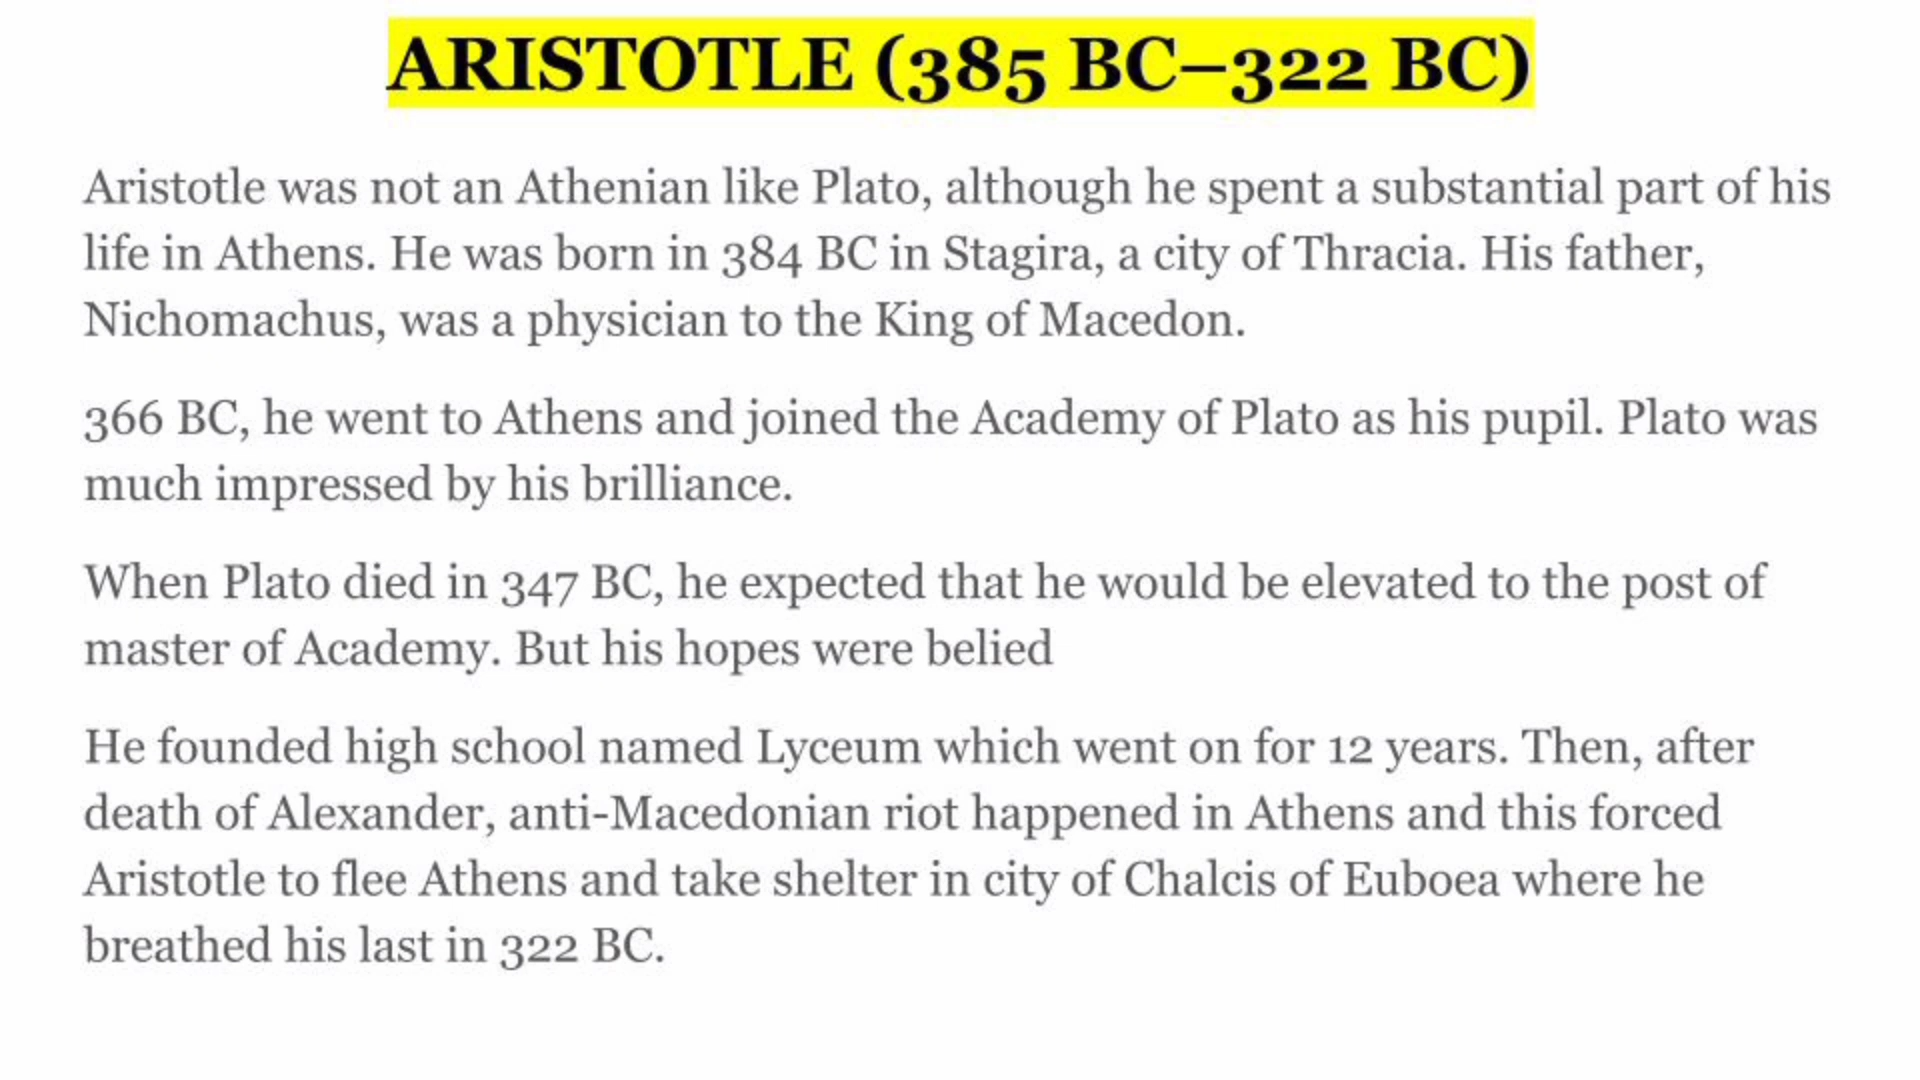 ARISTOTLE (385 BC–322 BC)
Aristotle was not an Athenian like Plato, although he spent a substantial part of his
life in Athens. He was born in 384 BC in Stagira, a city of Thracia. His father,
Nichomachus, was a physician to the King of Macedon.
366 BC, he went to Athens and joined the Academy of Plato as his pupil. Plato was
much impressed by his brilliance.
When Plato died in 347 BC, he expected that he would be elevated to the post of
master of Academy. But his hopes were belied
He founded high school named Lyceum which went on for 12 years. Then, after
death of Alexander, anti-Macedonian riot happened in Athens and this forced
Aristotle to flee Athens and take shelter in city of Chalcis of Euboea where he
breathed his last in 322 BC.